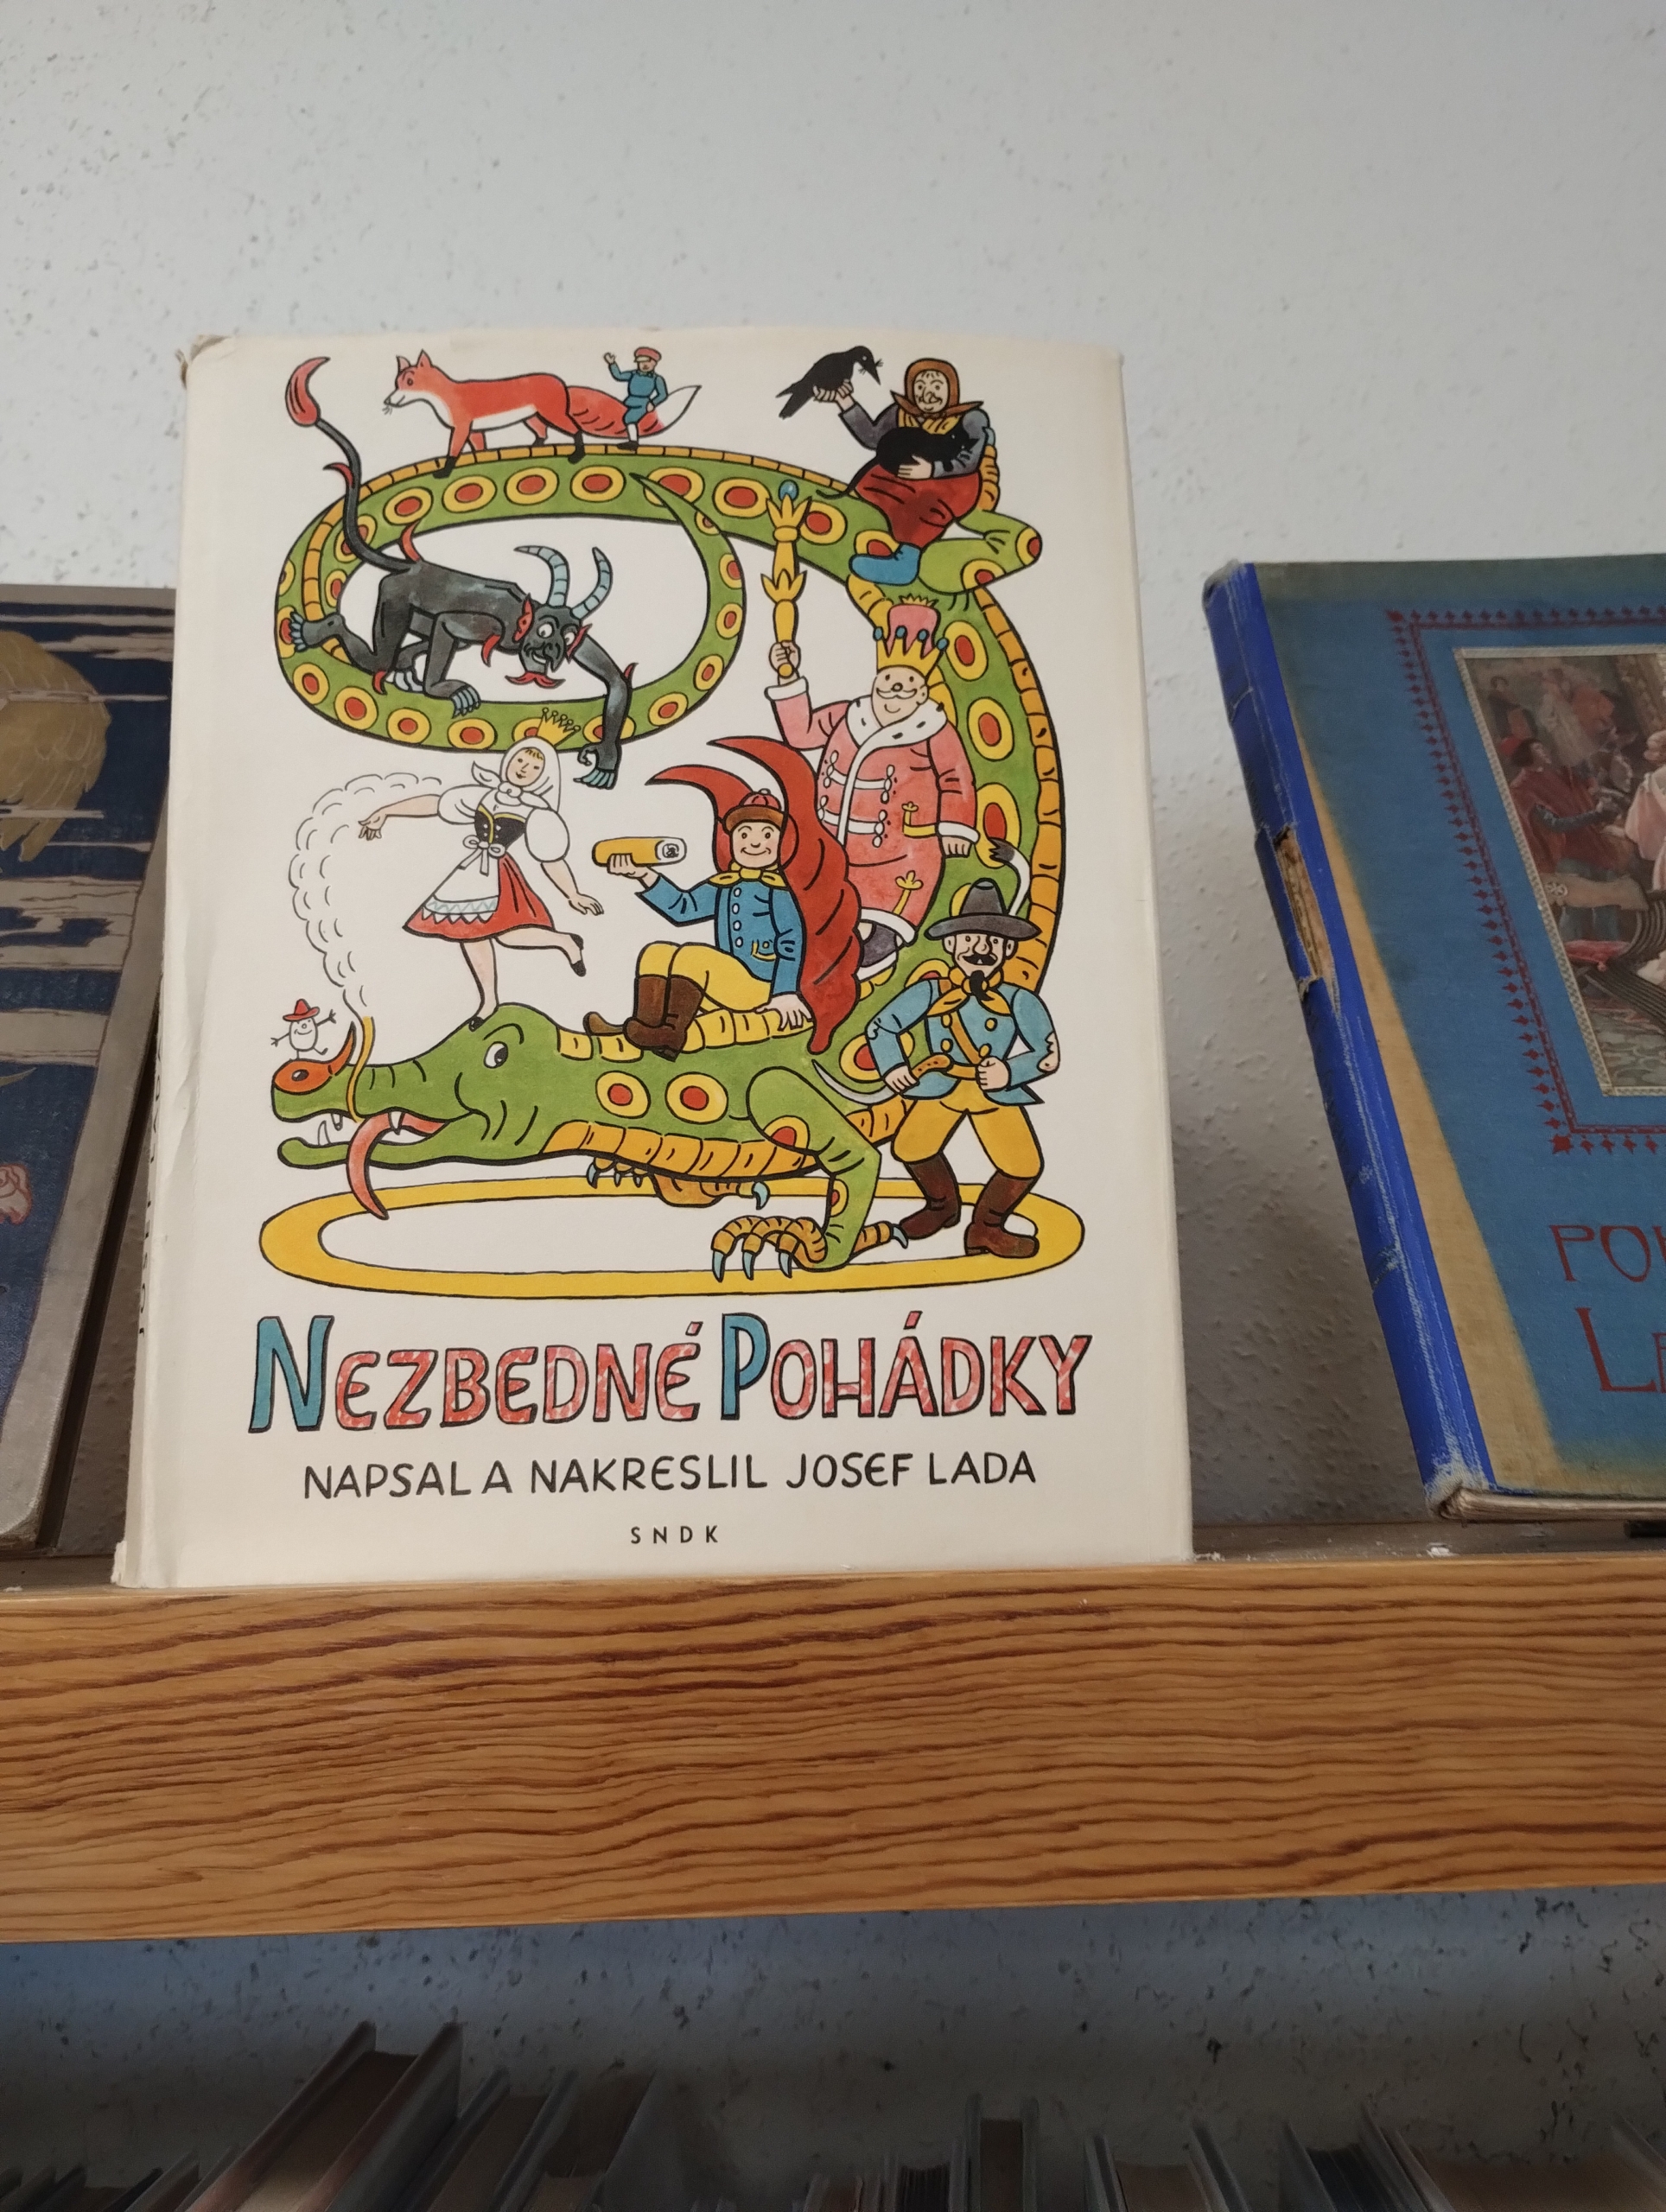 NEZBEDNÉ POHÁDKY
NAPSAL A NAKRESLIL JOSEF LADA
SNDK